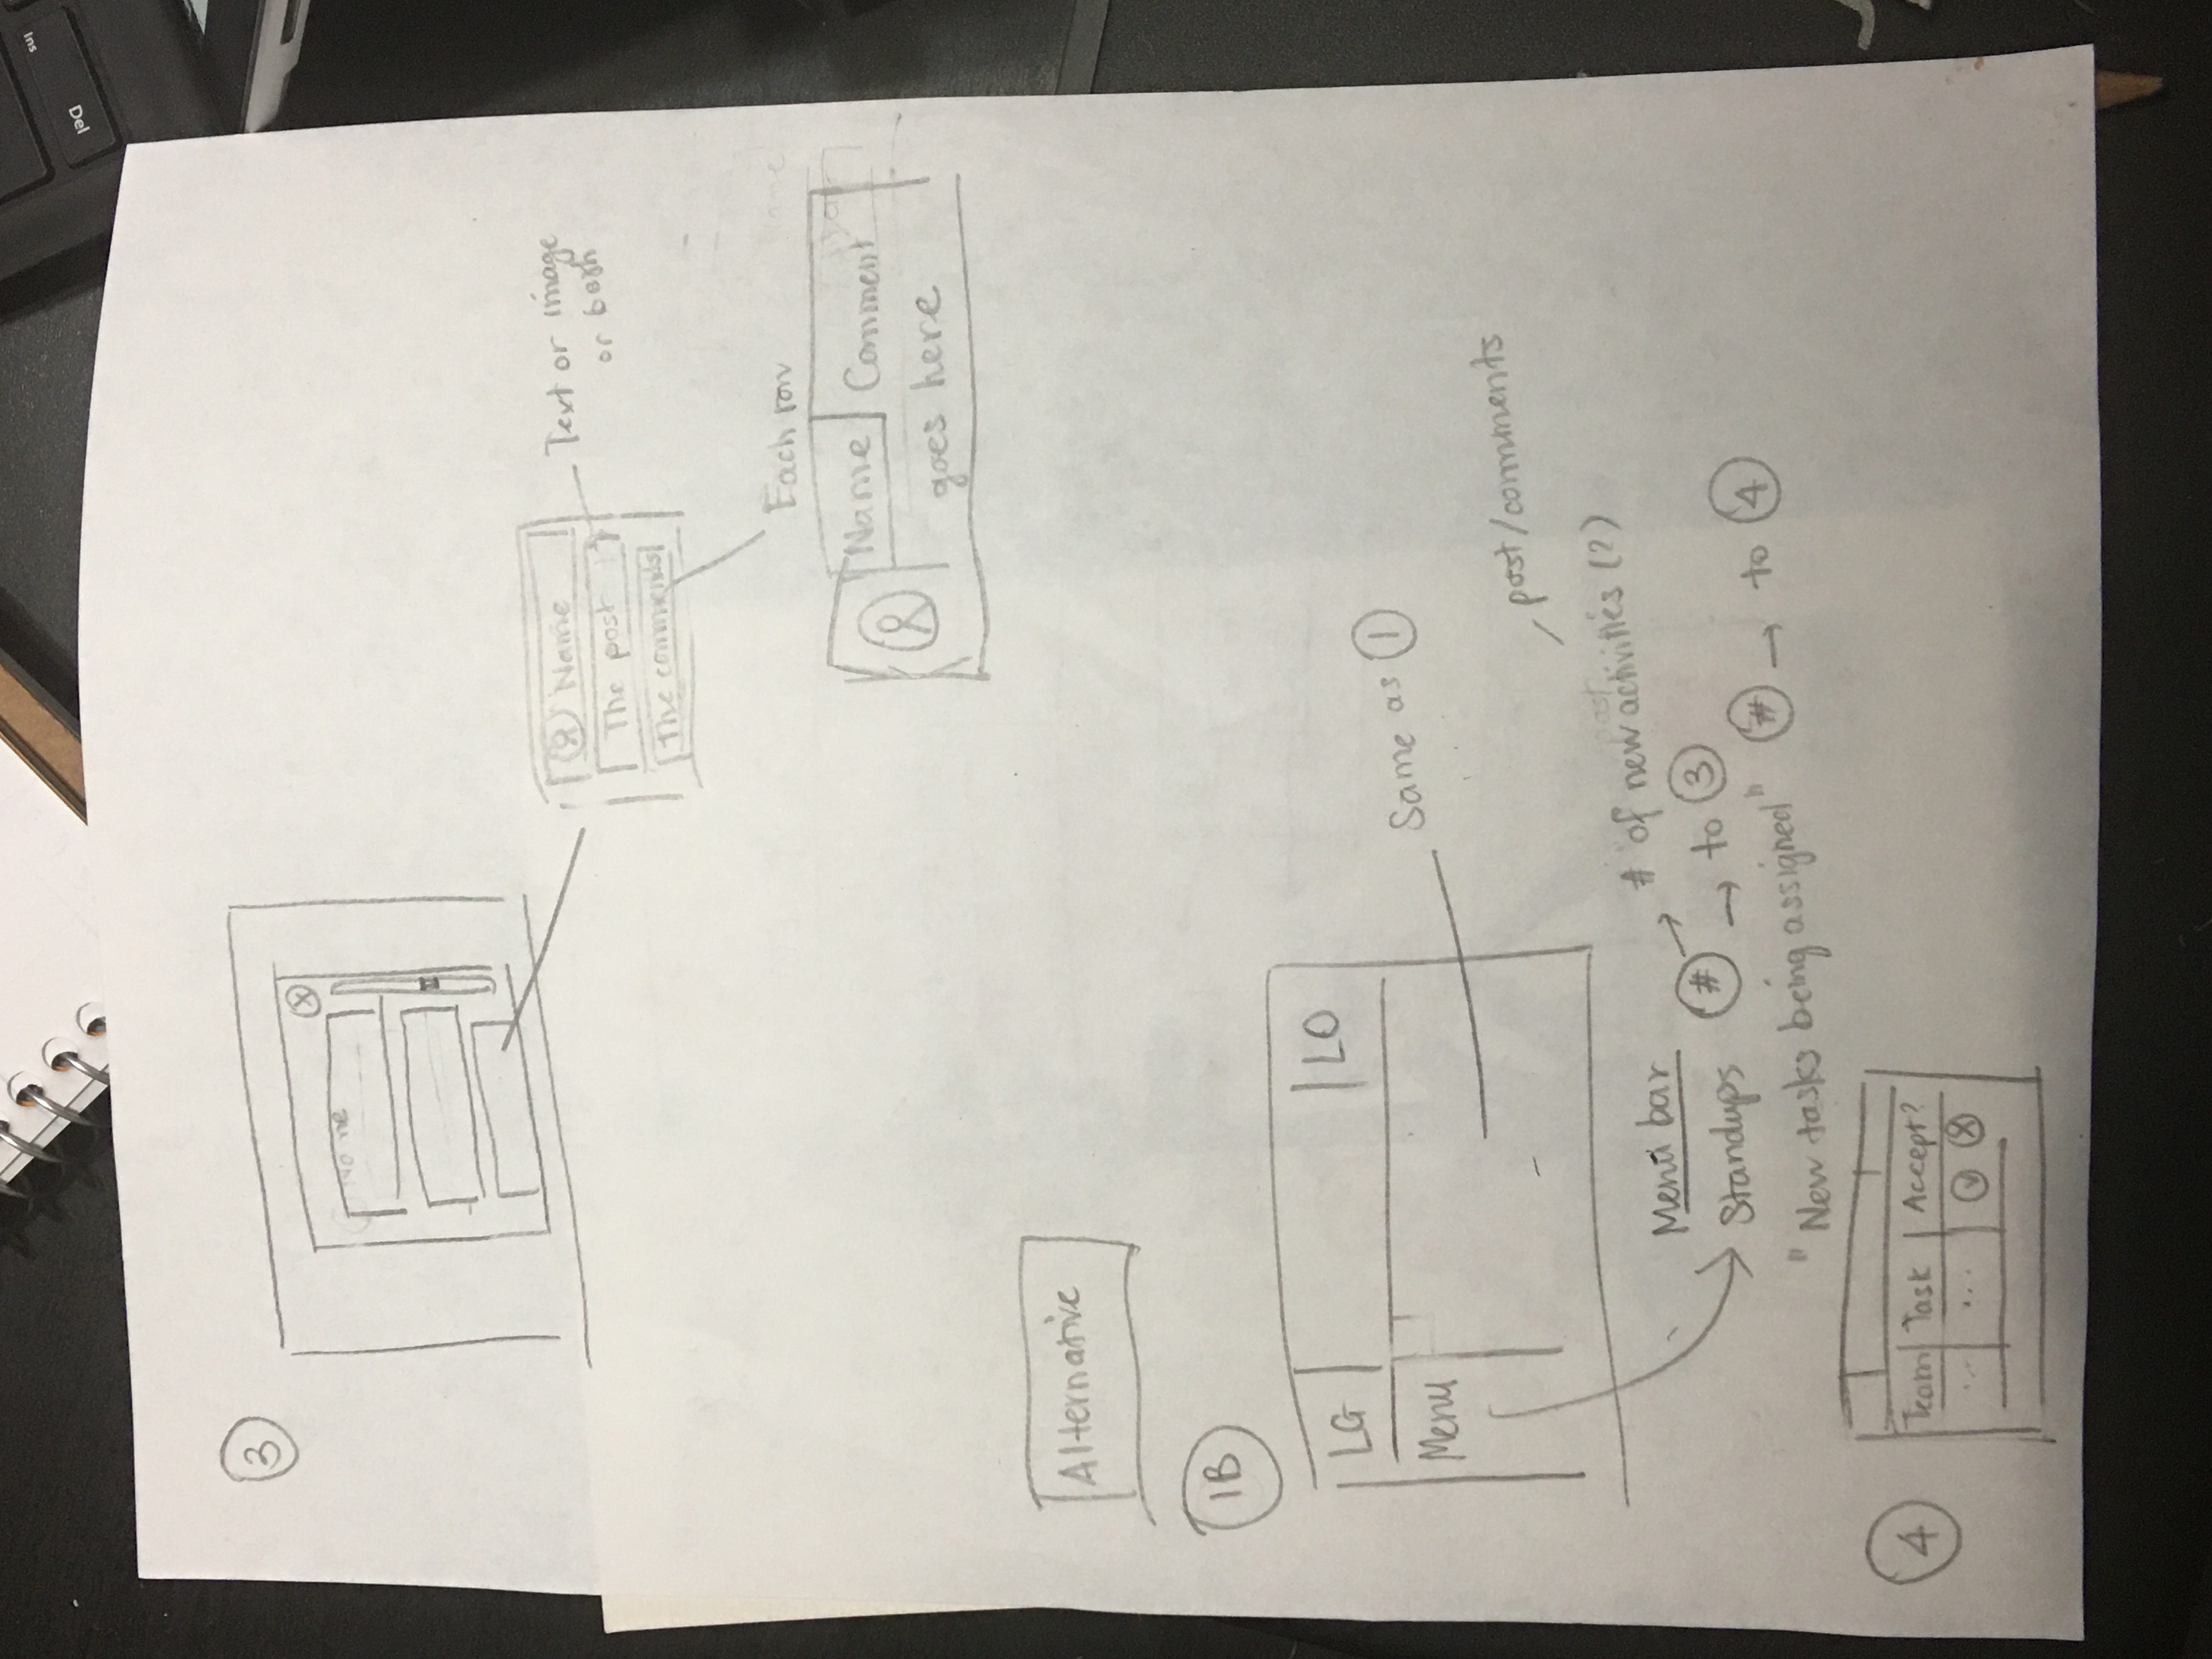 Ins
Del
3
X
Name
Name
The post
The comments
Text or image
or both
Each row
Name
Name
Comment
goes here
Alternative
1B
LG
LO
Menu
Same as 1
post/comments
# of new activities (?)
Menu bar
Standups # → to 3
"New tasks being assigned" # → to 4
4
Team Task Accept?
... ...